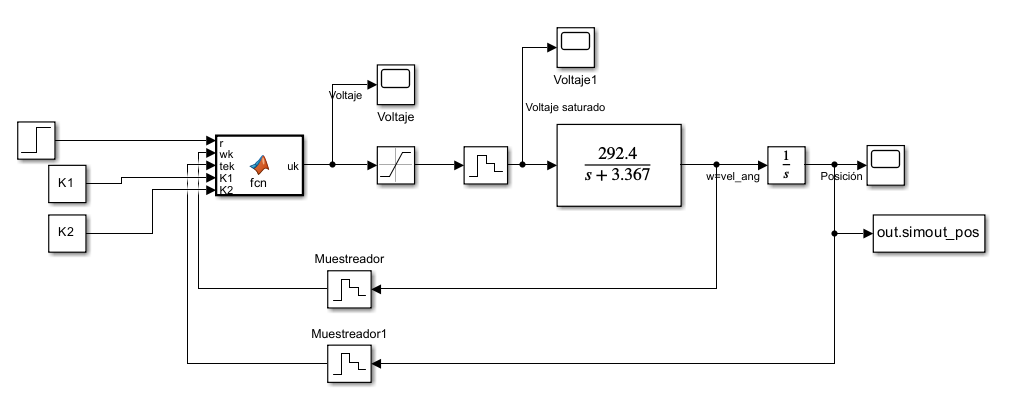 Voltaje1
Voltaje
Voltaje
Voltaje saturado
r
wk
tek
K1
K2
uk
fcn
K1
K2
292.4
s + 3.367
w=vel_ang
1
s
Posición
out.simout_pos
Muestreador
Muestreador1